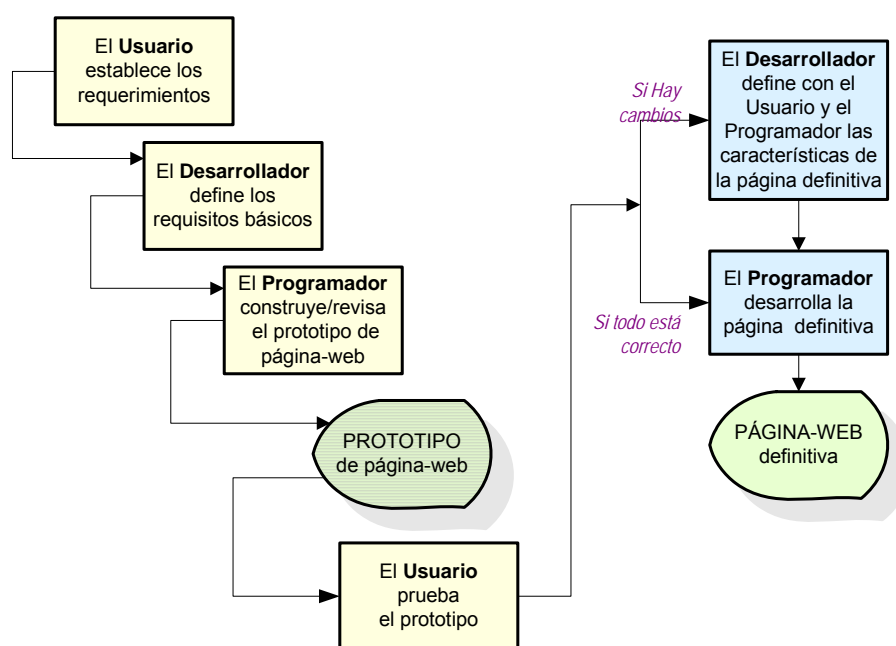 El Usuario
establece los
requerimientos
El Desarrollador
define los
requisitos básicos
El Programador
construye/revisa
el prototipo de
página-web
PROTOTIPO
de página-web
El Usuario
prueba
el prototipo
Si Hay
cambios
El Desarrollador
define con el
Usuario y el
Programador las
características de
la página definitiva
Si todo está
correcto
El Programador
desarrolla la
página definitiva
PÁGINA-WEB
definitiva